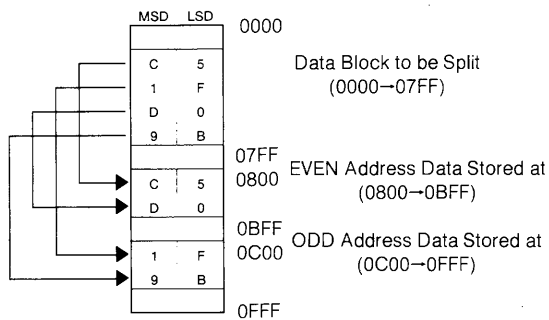 MSD LSD
0000
C 5
1 F
D 0
9 B
Data Block to be Split
(0000→07FF)
07FF
0800
C 5
D 0
EVEN Address Data Stored at
(0800→0BFF)
0BFF
0C00
1 F
9 B
ODD Address Data Stored at
(0C00→0FFF)
0FFF